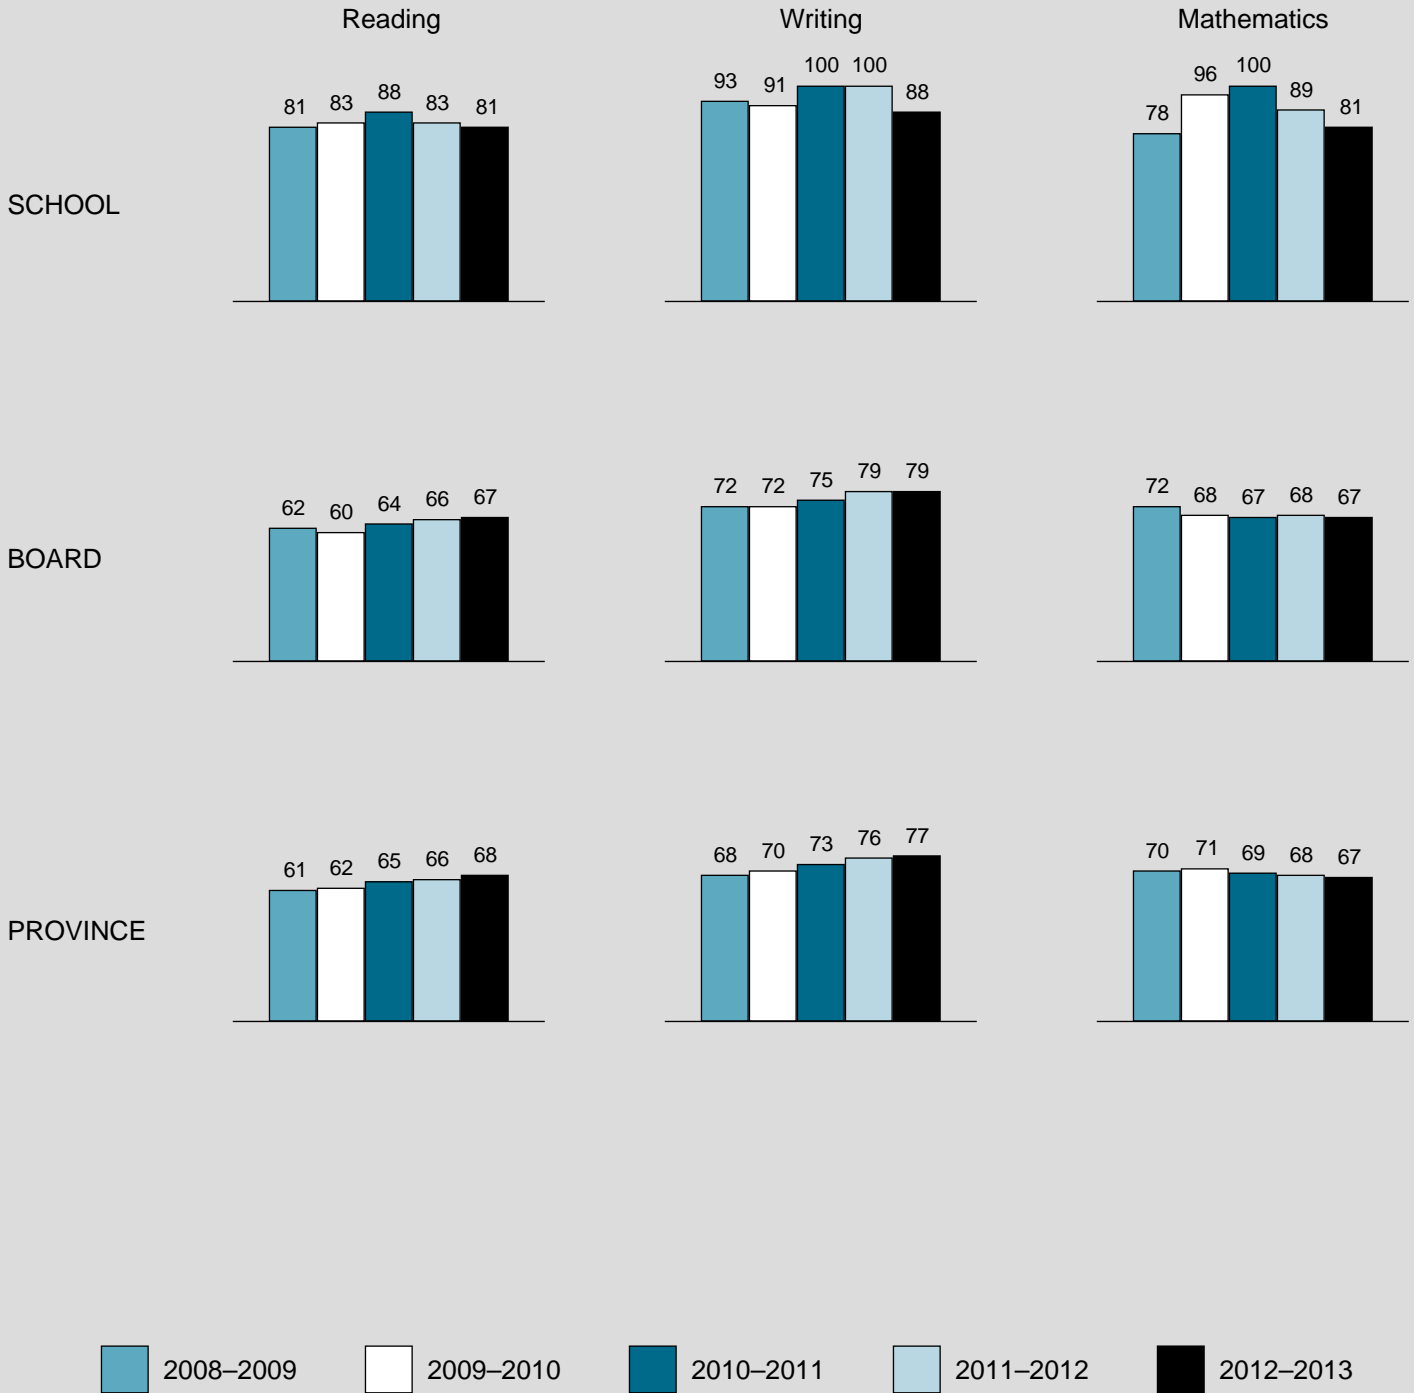 Reading Writing Mathematics
SCHOOL
81 83 88 83 81
93 91 100 100 88
78 96 100 89 81
BOARD
62 60 64 66 67
72 72 75 79 79
72 68 67 68 67
PROVINCE
61 62 65 66 68
68 70 73 76 77
70 71 69 68 67
2008–2009 2009–2010 2010–2011 2011–2012 2012–2013